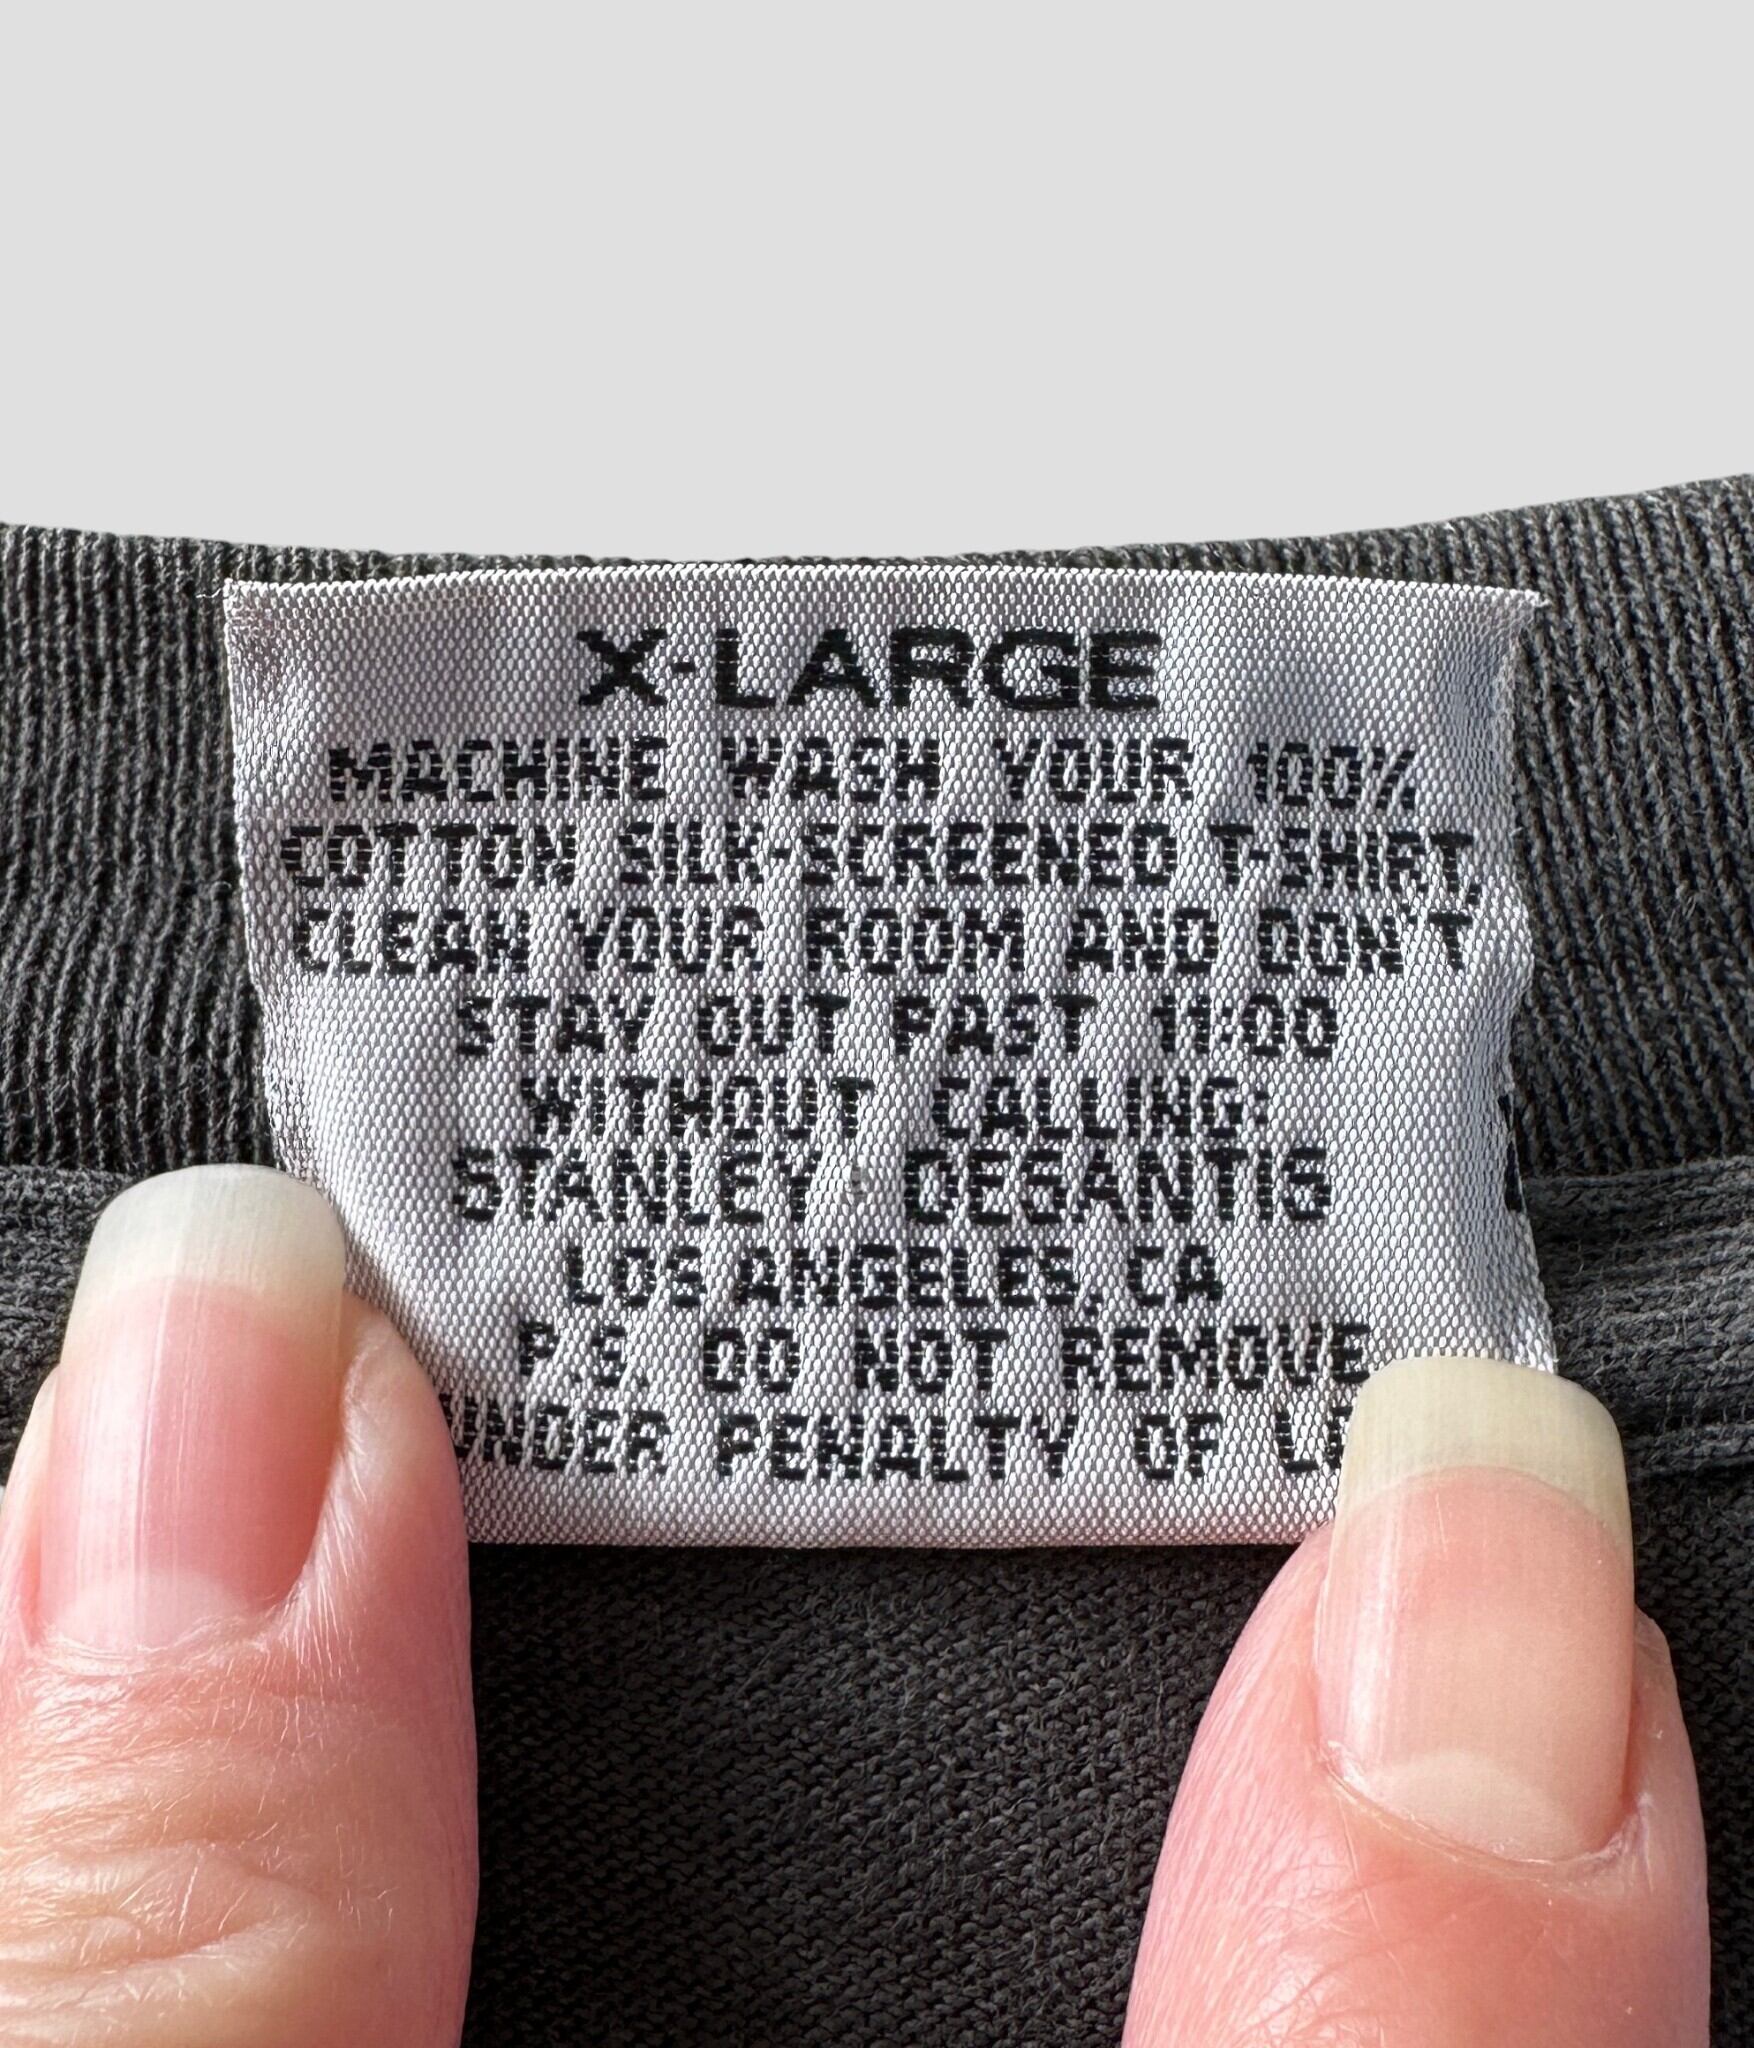 X-LARGE
MACHINE WASH YOUR 100%
COTTON SILK-SCREENED T-SHIRT,
CLEAN YOUR ROOM AND DON'T
STAY OUT PAST 11:00
WITHOUT CALLING:
STANLEY DESANTIS
LOS ANGELES, CA
P.S. DO NOT REMOVE
UNDER PENALTY OF